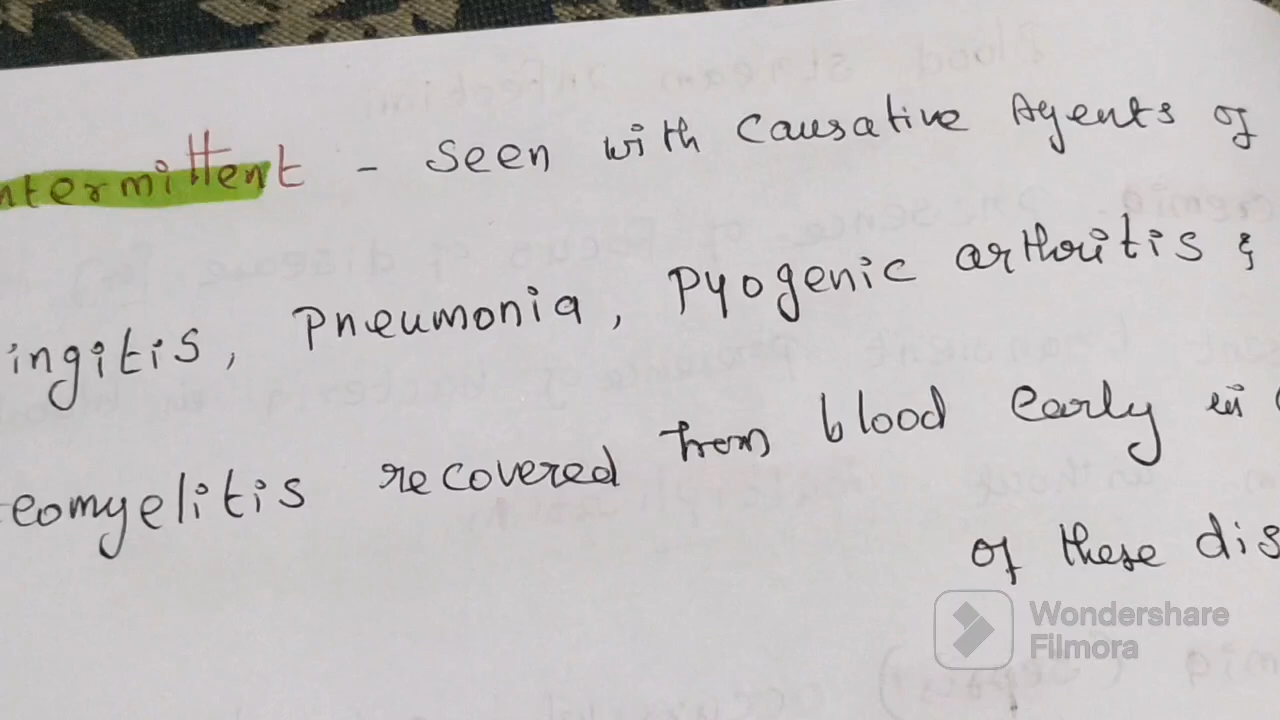 ntermittent - seen with causative Agents of
ingitis, Pneumonia, Pyogenic arthritis &
eomyelitis recovered from blood early in
of these dis
Wondershare
Filmora